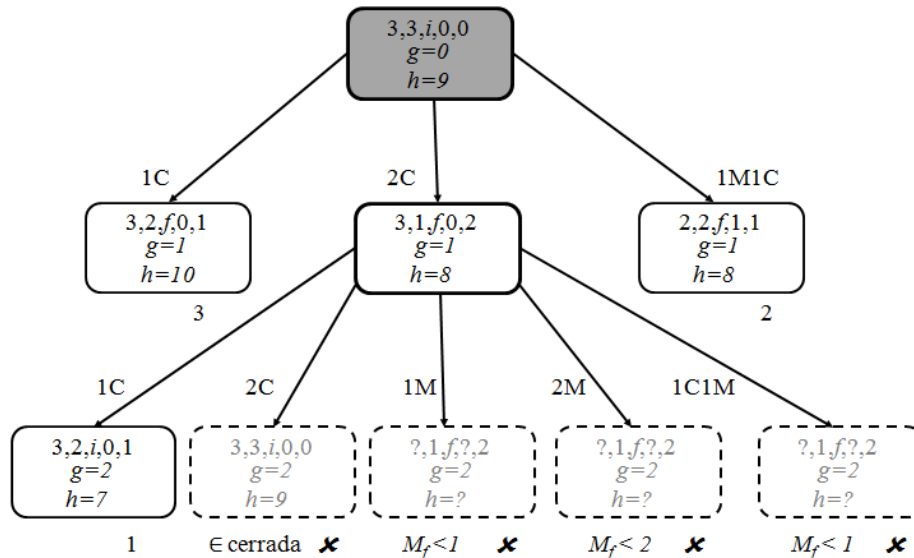 3,3,i,0,0
g=0
h=9
1C
2C
1M1C
3,2,f,0,1
g=1
h=10
3,1,f,0,2
g=1
h=8
2,2,f,1,1
g=1
h=8
3
2
1C
2C
1M
2M
1C1M
3,2,i,0,1
g=2
h=7
3,3,i,0,0
g=2
h=9
?,1,f,?,2
g=2
h=?
?,1,f,?,2
g=2
h=?
?,1,f,?,2
g=2
h=?
1
∈ cerrada ✘
M_f<1 ✘
M_f< 2 ✘
M_f< 1 ✘